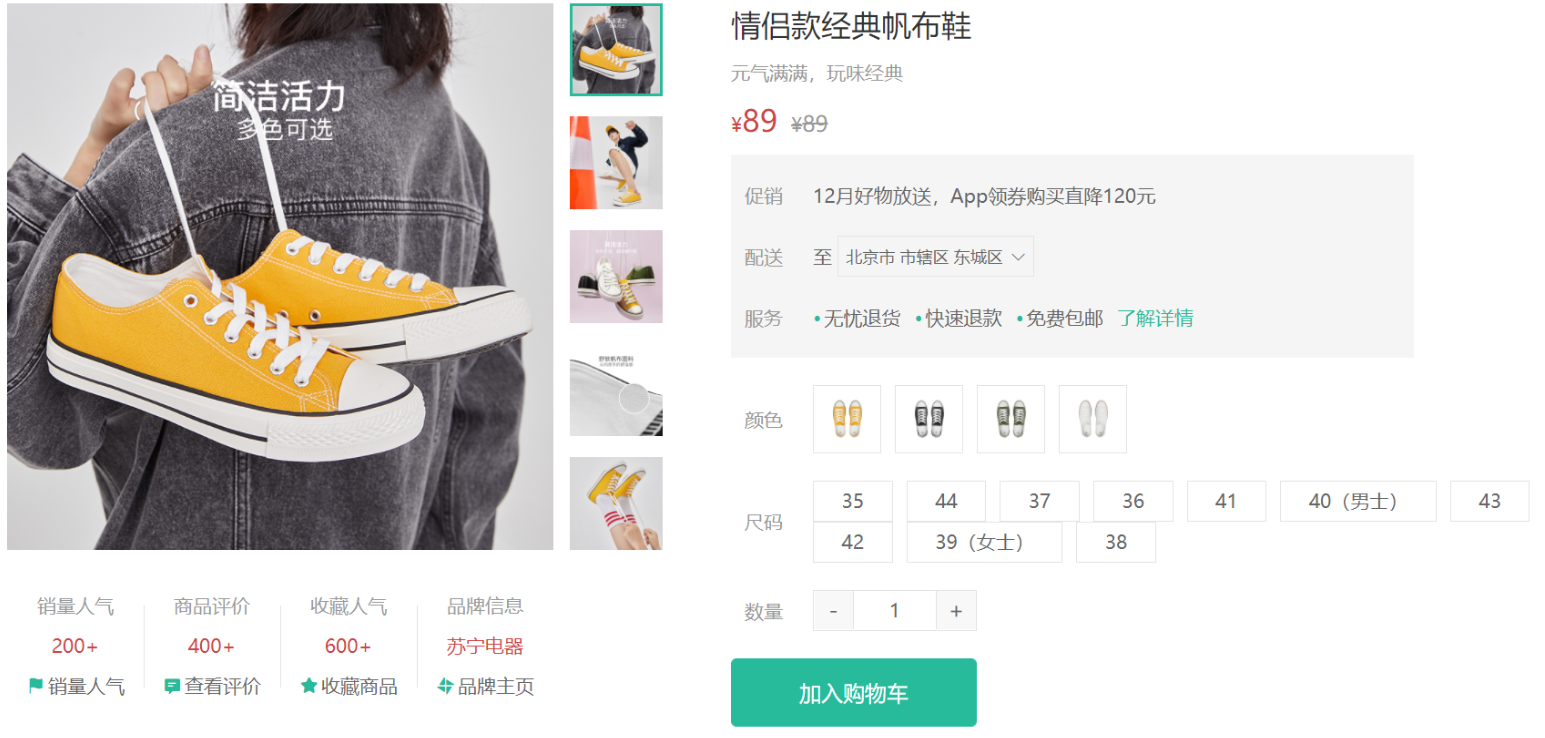 简洁活力
多色可选
销量人气
200+
销量人气
商品评价
400+
查看评价
收藏人气
600+
收藏商品
品牌信息
苏宁电器
品牌主页
情侣款经典帆布鞋
元气满满，玩味经典
¥89 ¥89
促销 12月好物放送，App领券购买直降120元
配送 至 北京市 市辖区 东城区
服务 •无忧退货 •快速退款 •免费包邮 了解详情
颜色
尺码 35 44 37 36 41 40（男士） 43
42 39（女士） 38
数量 - 1 +
加入购物车